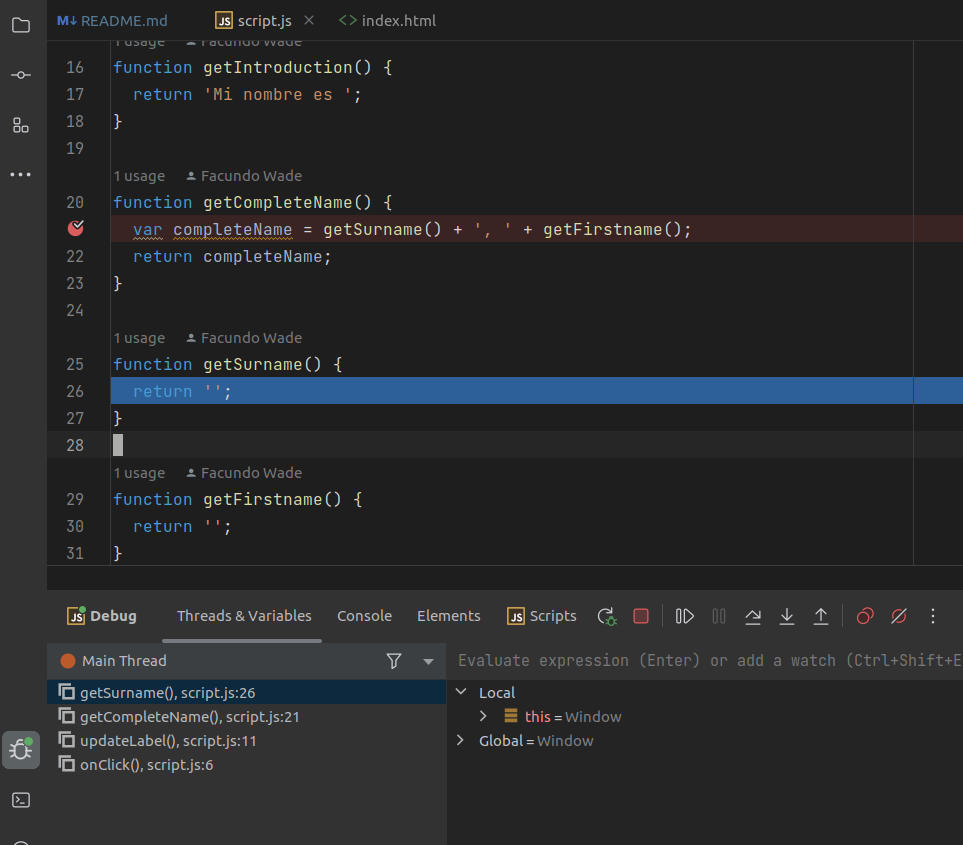 M↓ README.md JS script.js <> index.html
1 usage Facundo Wade
16 function getIntroduction() {
17 return 'Mi nombre es ';
18 }
19
1 usage Facundo Wade
20 function getCompleteName() {
var completeName = getSurname() + ', ' + getFirstname();
22 return completeName;
23 }
24
1 usage Facundo Wade
25 function getSurname() {
26 return '';
27 }
28
1 usage Facundo Wade
29 function getFirstname() {
30 return '';
31 }
JS Debug Threads & Variables Console Elements JS Scripts
Main Thread
Evaluate expression (Enter) or add a watch (Ctrl+Shift+E
getSurname(), script.js:26
getCompleteName(), script.js:21
updateLabel(), script.js:11
onClick(), script.js:6
Local
this = Window
Global = Window